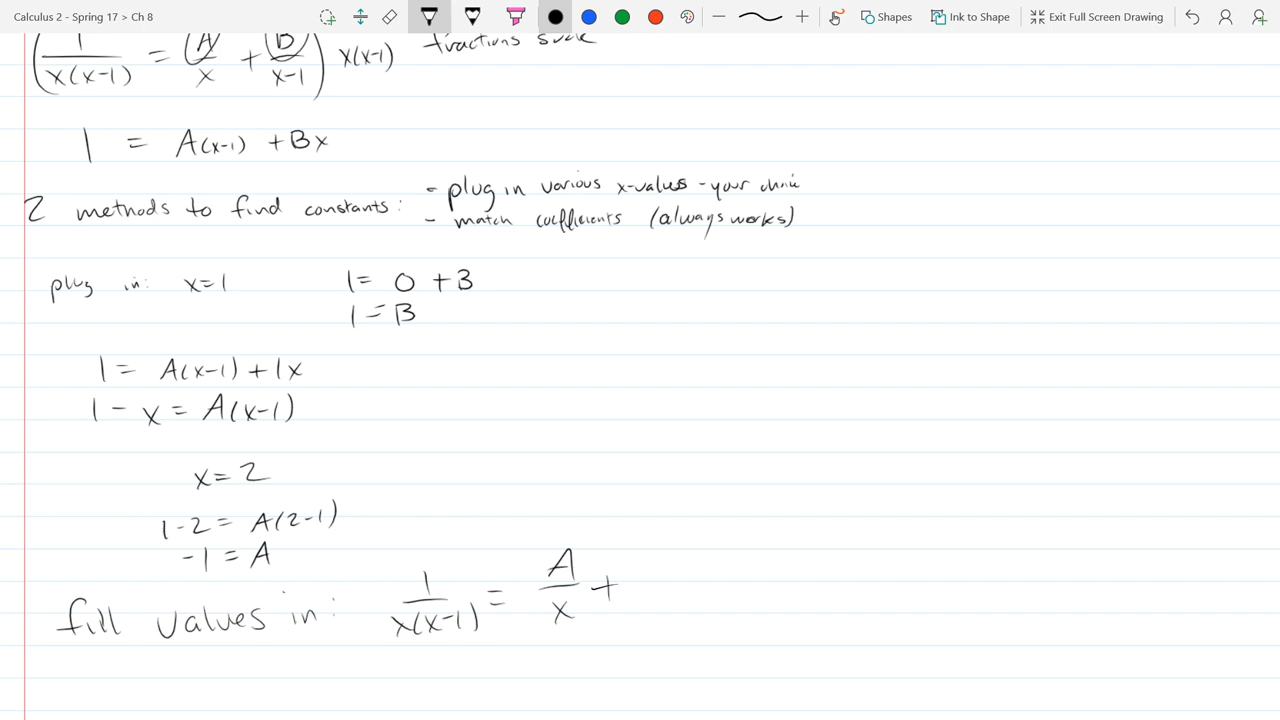 Calculus 2 - Spring 17 > Ch 8
Shapes Ink to Shape Exit Full Screen Drawing
(1/(x(x-1)) = (A)/x + (B)/(x-1)) x(x-1) fractions suck
1 = A(x-1) + Bx
2 methods to find constants: - plug in various x-values - your choice
- match coefficients (always works)
plug in: x=1 1 = 0 + B
1 = B
1 = A(x-1) + 1x
1 - x = A(x-1)
x = 2
1-2 = A(2-1)
-1 = A
fill values in: 1/(x(x-1)) = A/x +